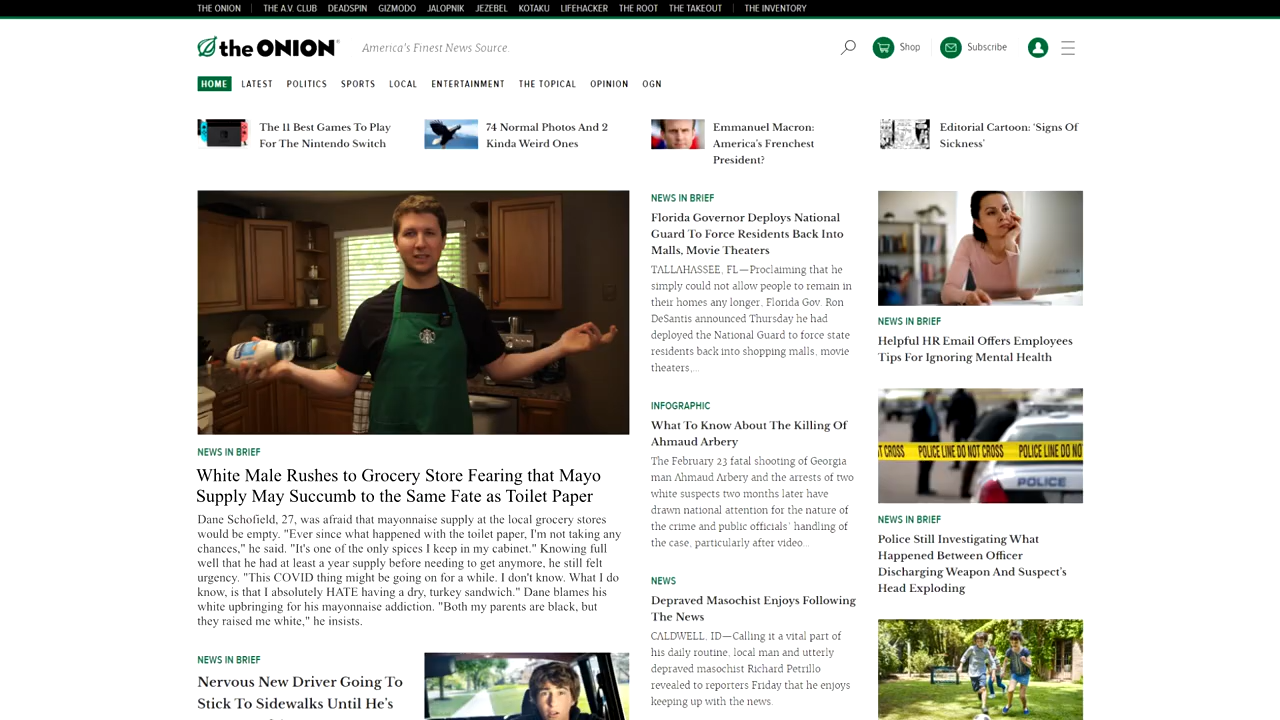 THE ONION
THE A.V. CLUB
DEADSPIN
GIZMODO
JALOPNIK
JEZEBEL
KOTAKU
LIFEHACKER
THE ROOT
THE TAKEOUT
THE INVENTORY
the ONION®
America's Finest News Source.
Shop
Subscribe
HOME
LATEST
POLITICS
SPORTS
LOCAL
ENTERTAINMENT
THE TOPICAL
OPINION
OGN
The 11 Best Games To Play
For The Nintendo Switch
74 Normal Photos And 2
Kinda Weird Ones
Emmanuel Macron:
America's Frenchest
President?
Editorial Cartoon: 'Signs Of
Sickness'
NEWS IN BRIEF
White Male Rushes to Grocery Store Fearing that Mayo
Supply May Succumb to the Same Fate as Toilet Paper
Dane Schofield, 27, was afraid that mayonnaise supply at the local grocery stores
would be empty. "Ever since what happened with the toilet paper, I'm not taking any
chances," he said. "It's one of the only spices I keep in my cabinet." Knowing full
well that he had at least a year supply before needing to get anymore, he still felt
urgency. "This COVID thing might be going on for a while. I don't know. What I do
know, is that I absolutely HATE having a dry, turkey sandwich." Dane blames his
white upbringing for his mayonnaise addiction. "Both my parents are black, but
they raised me white," he insists.
NEWS IN BRIEF
Nervous New Driver Going To
Stick To Sidewalks Until He's
NEWS IN BRIEF
Florida Governor Deploys National
Guard To Force Residents Back Into
Malls, Movie Theaters
TALLAHASSEE, FL—Proclaiming that he
simply could not allow people to remain in
their homes any longer, Florida Gov. Ron
DeSantis announced Thursday he had
deployed the National Guard to force state
residents back into shopping malls, movie
theaters,...
INFOGRAPHIC
What To Know About The Killing Of
Ahmaud Arbery
The February 23 fatal shooting of Georgia
man Ahmaud Arbery and the arrests of two
white suspects two months later have
drawn national attention for the nature of
the crime and public officials' handling of
the case, particularly after video...
NEWS
Depraved Masochist Enjoys Following
The News
CALDWELL, ID—Calling it a vital part of
his daily routine, local man and utterly
depraved masochist Richard Petrillo
revealed to reporters Friday that he enjoys
keeping up with the news.
NEWS IN BRIEF
Helpful HR Email Offers Employees
Tips For Ignoring Mental Health
T CROSS POLICE LINE DO NOT CROSS POLICE LINE DO NO
POLICE
NEWS IN BRIEF
Police Still Investigating What
Happened Between Officer
Discharging Weapon And Suspect's
Head Exploding